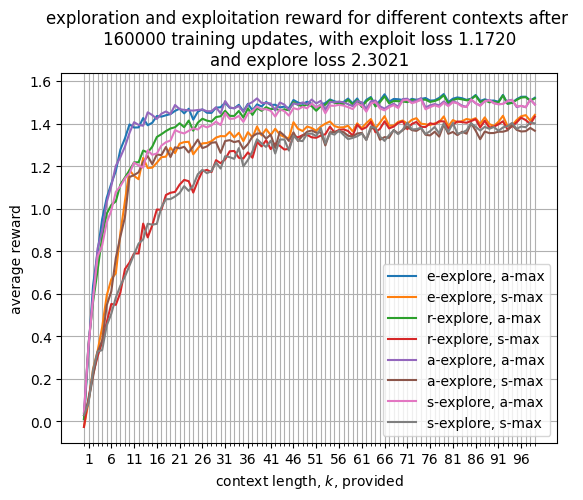 exploration and exploitation reward for different contexts after
160000 training updates, with exploit loss 1.1720
and explore loss 2.3021
1.6
1.4
1.2
1.0
0.8
0.6
0.4
0.2
0.0
average reward
e-explore, a-max
e-explore, s-max
r-explore, a-max
r-explore, s-max
a-explore, a-max
a-explore, s-max
s-explore, a-max
s-explore, s-max
1 6 11 16 21 26 31 36 41 46 51 56 61 66 71 76 81 86 91 96
context length, k, provided